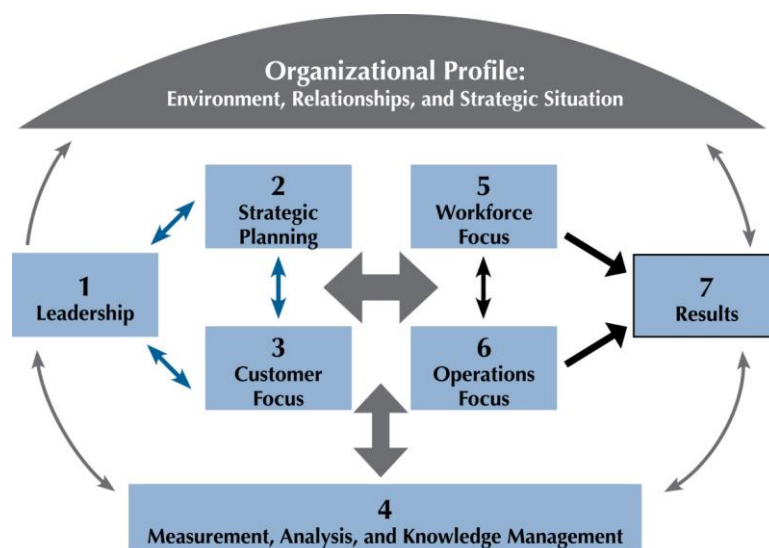 Organizational Profile:
Environment, Relationships, and Strategic Situation
2
Strategic
Planning
5
Workforce
Focus
1
Leadership
7
Results
3
Customer
Focus
6
Operations
Focus
4
Measurement, Analysis, and Knowledge Management